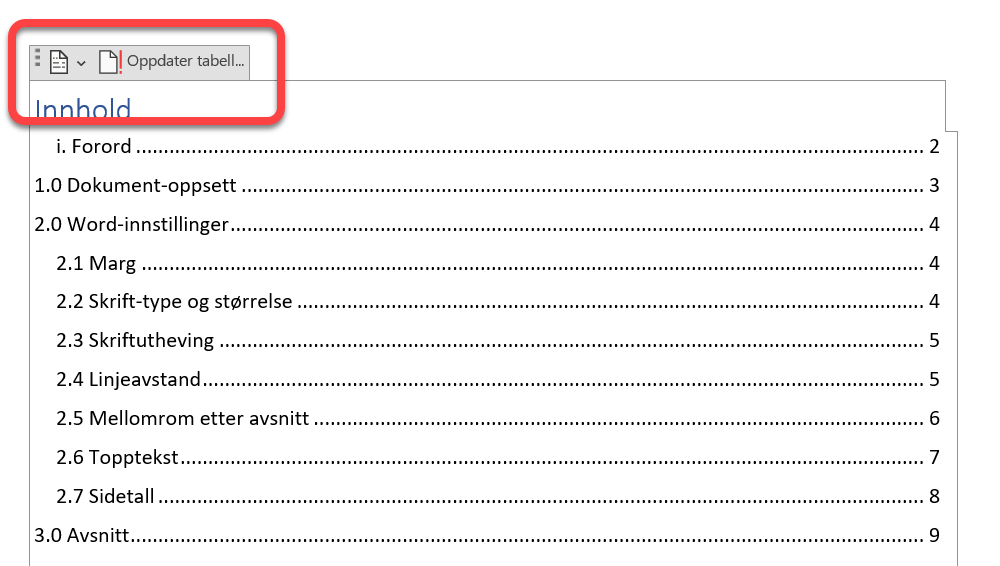 Oppdater tabell...
Innhold
i. Forord ........ 2
1.0 Dokument-oppsett ........ 3
2.0 Word-innstillinger ........ 4
2.1 Marg ........ 4
2.2 Skrift-type og størrelse ........ 4
2.3 Skriftutheving ........ 5
2.4 Linjeavstand ........ 5
2.5 Mellomrom etter avsnitt ........ 6
2.6 Topptekst ........ 7
2.7 Sidetall ........ 8
3.0 Avsnitt ........ 9